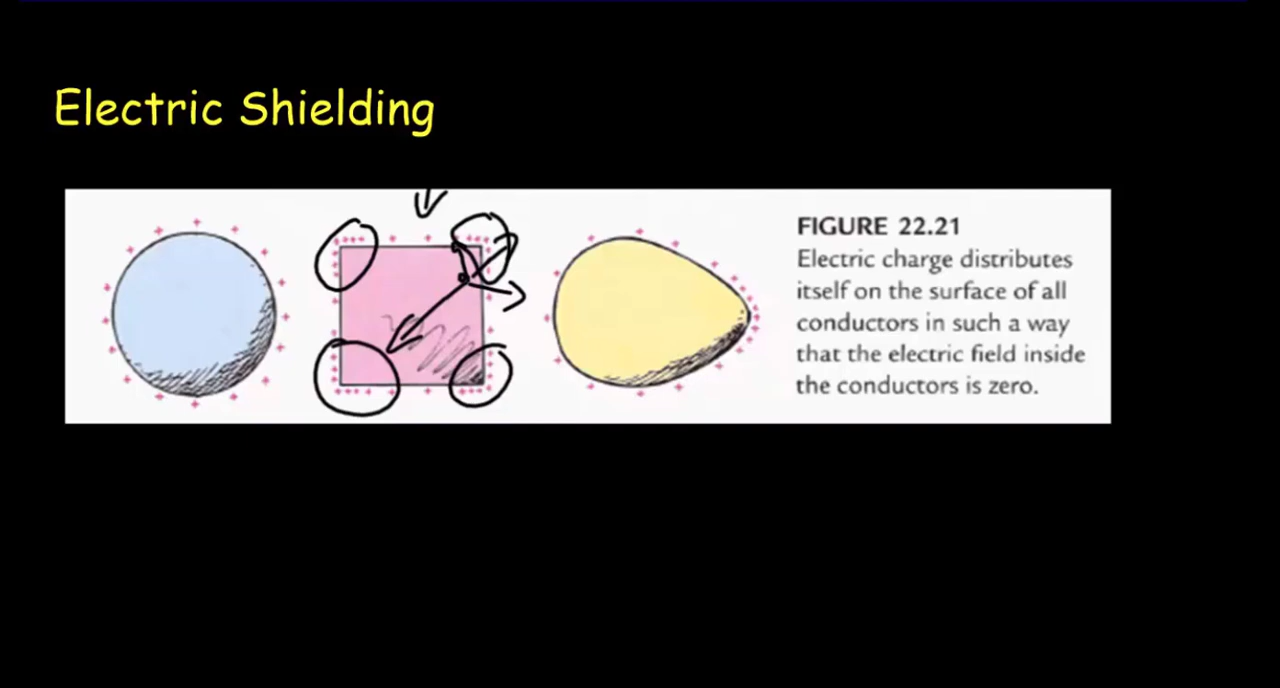 Electric Shielding
FIGURE 22.21
Electric charge distributes
itself on the surface of all
conductors in such a way
that the electric field inside
the conductors is zero.